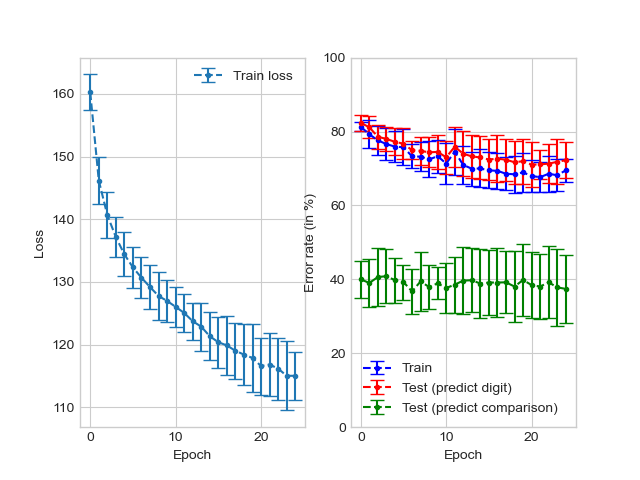 Train loss
Loss
160
150
140
130
120
110
0
10
20
Epoch
Error rate (in %)
100
80
60
40
20
0
Train
Test (predict digit)
Test (predict comparison)
0
10
20
Epoch